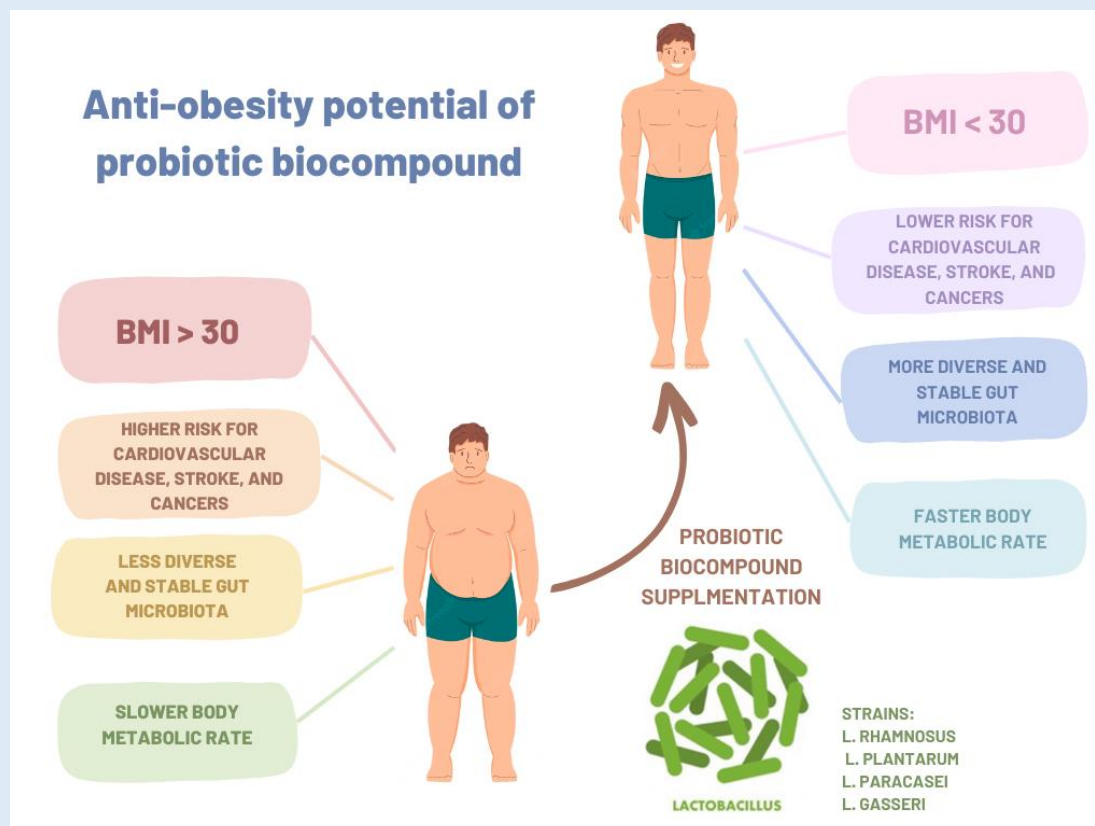 Anti-obesity potential of
probiotic biocompound
BMI > 30
HIGHER RISK FOR
CARDIOVASCULAR
DISEASE, STROKE, AND
CANCERS
LESS DIVERSE
AND STABLE GUT
MICROBIOTA
SLOWER BODY
METABOLIC RATE
BMI < 30
LOWER RISK FOR
CARDIOVASCULAR
DISEASE, STROKE, AND
CANCERS
MORE DIVERSE AND
STABLE GUT
MICROBIOTA
FASTER BODY
METABOLIC RATE
PROBIOTIC
BIOCOMPOUND
SUPPLMENTATION
LACTOBACILLUS
STRAINS:
L. RHAMNOSUS
L. PLANTARUM
L. PARACASEI
L. GASSERI